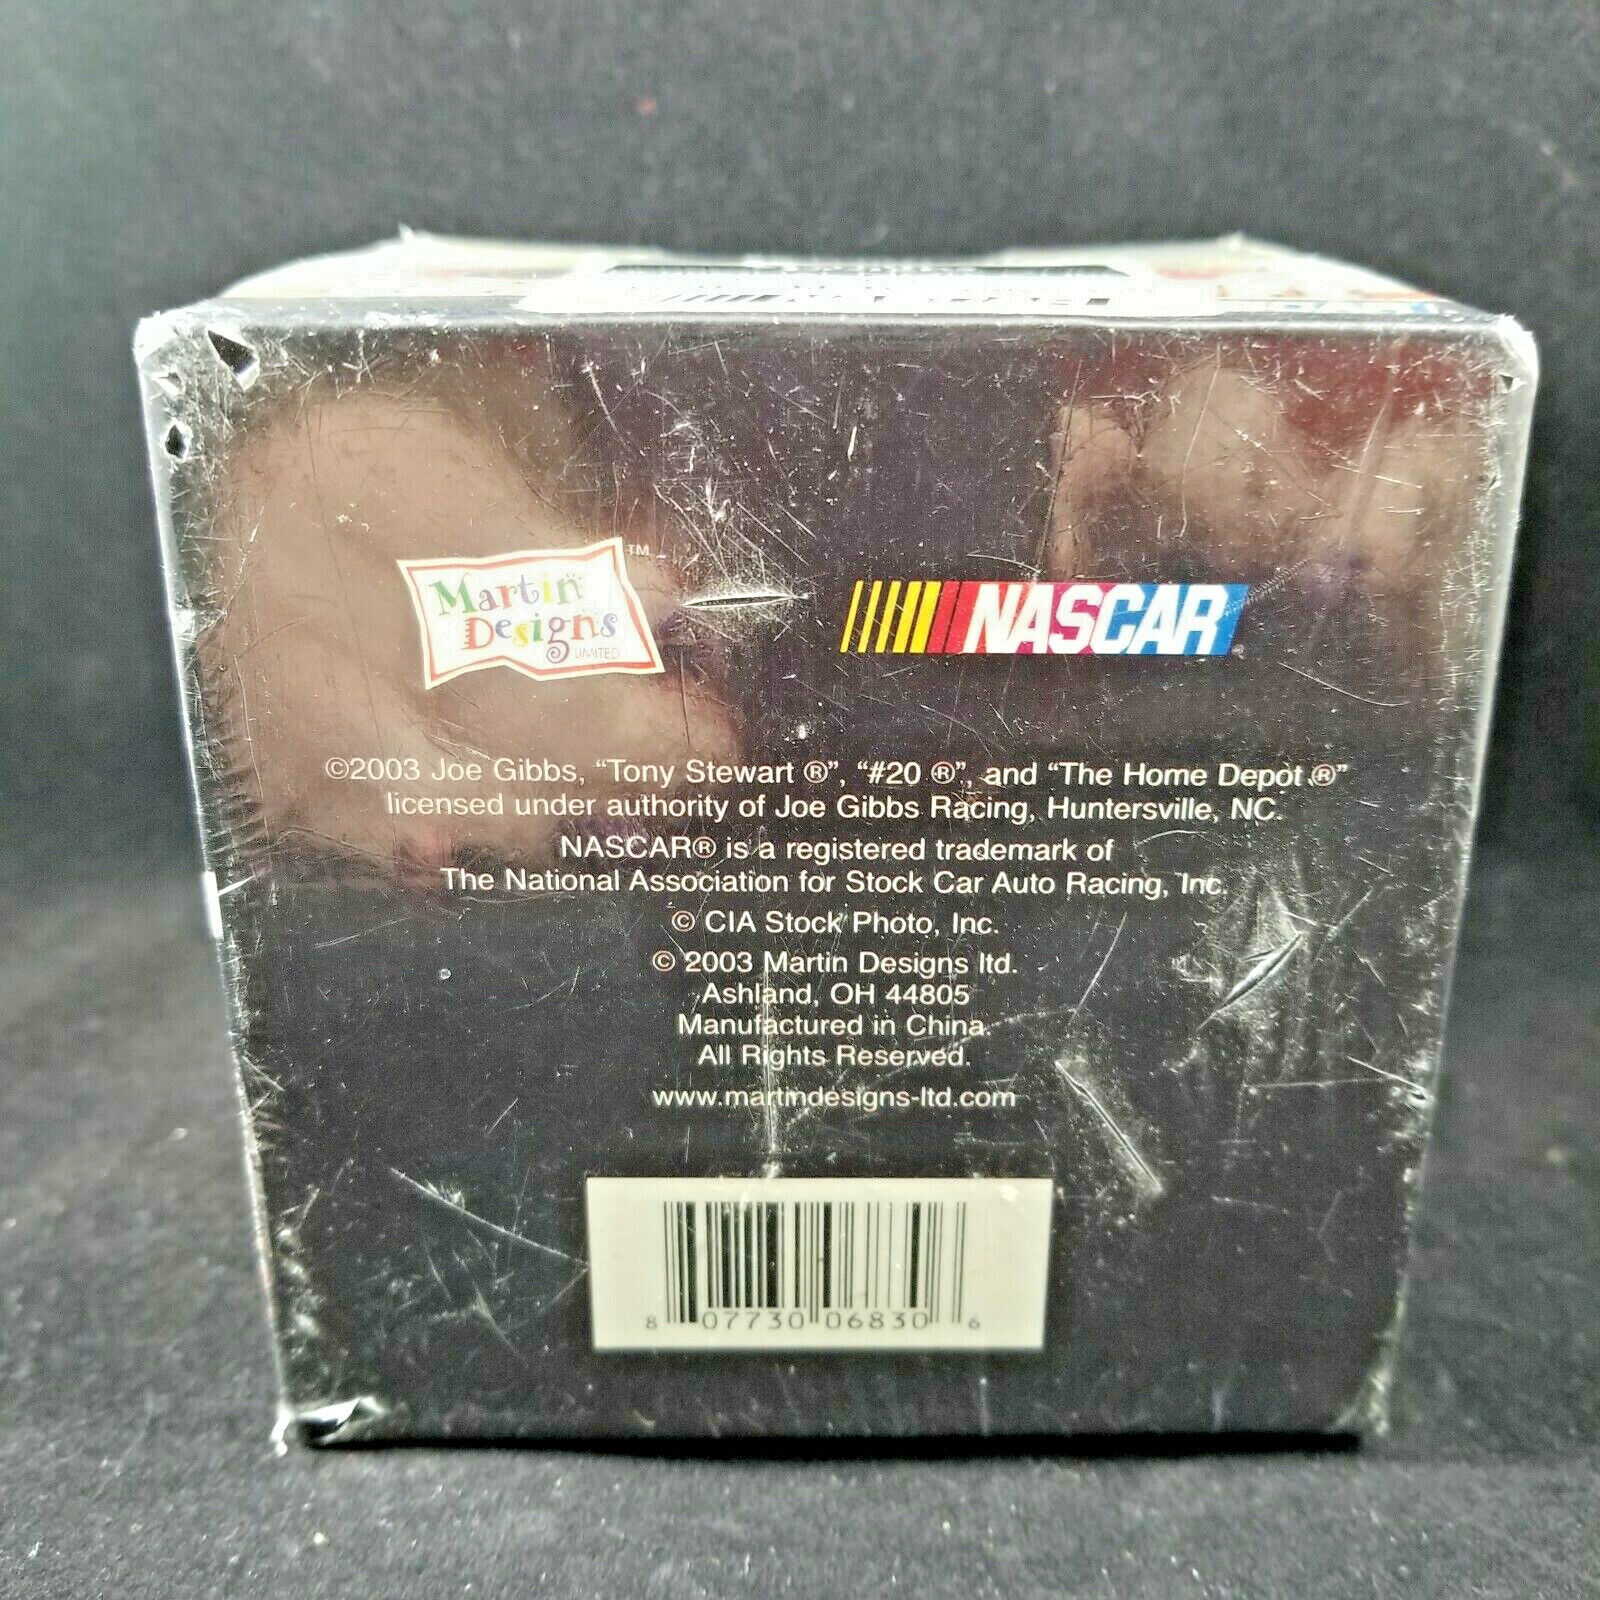 Martin
Designs
LIMITED
TM
NASCAR
©2003 Joe Gibbs, “Tony Stewart ®”, “#20 ®”, and “The Home Depot ®”
licensed under authority of Joe Gibbs Racing, Huntersville, NC.
NASCAR® is a registered trademark of
The National Association for Stock Car Auto Racing, Inc.
© CIA Stock Photo, Inc.
© 2003 Martin Designs ltd.
Ashland, OH 44805
Manufactured in China.
All Rights Reserved.
www.martindesigns-ltd.com
8 07730 06830 6